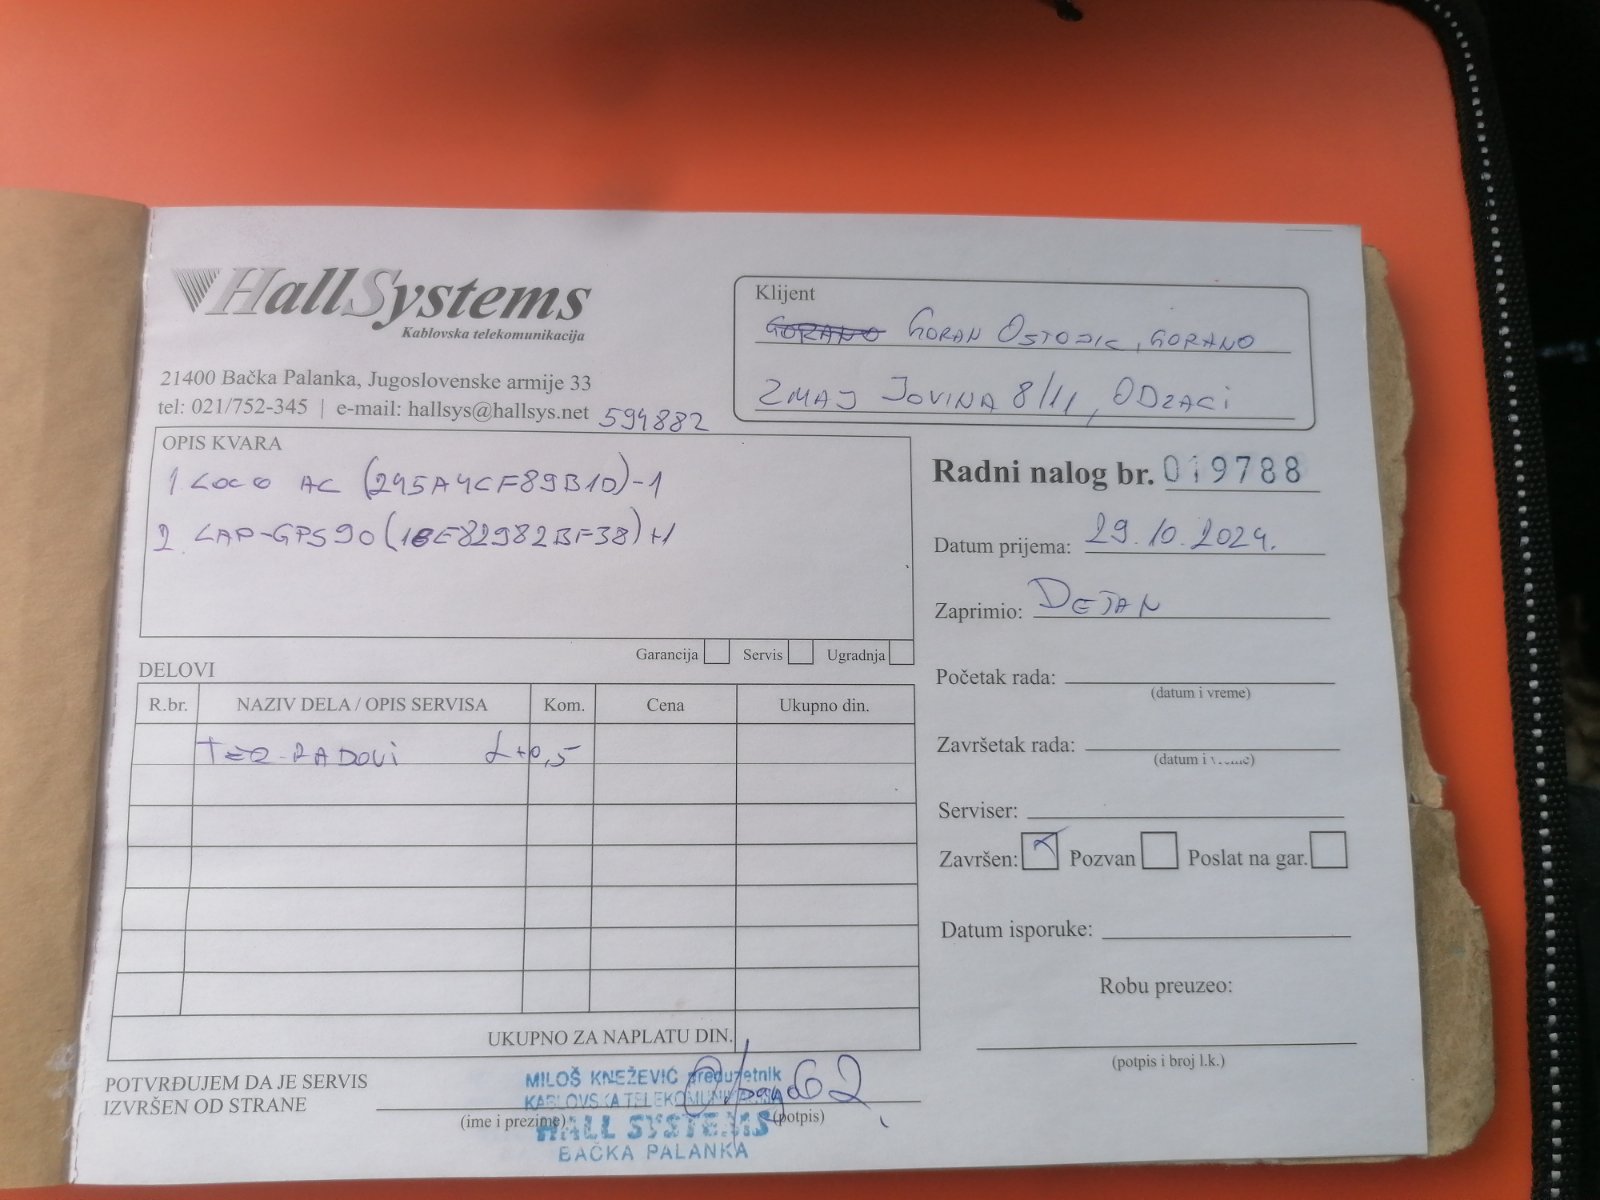 HallSystems
Kablovska telekomunikacija
21400 Bačka Palanka, Jugoslovenske armije 33
tel: 021/752-345 | e-mail: hallsys@hallsys.net 594882
Klijent
GORANO GORAN OSTOJIC, GORANO
ZMAJ JOVINA 8/11, ODZACI
OPIS KVARA
1. LOCO AC (245A4CF89B1D)-1
2. LAP-GPS90 (18E82982BF38)+1
Garancija Servis Ugradnja
Radni nalog br. 019788
Datum prijema: 29.10.2024.
Zaprimio: DEJAN
Početak rada:
(datum i vreme)
Završetak rada:
(datum i vreme)
Serviser:
Završen: Pozvan Poslat na gar.
Datum isporuke:
Robu preuzeo:
(potpis i broj l.k.)
DELOVI
R.br. NAZIV DELA / OPIS SERVISA Kom. Cena Ukupno din.
TER-RADOVI L+0,5
UKUPNO ZA NAPLATU DIN.
POTVRĐUJEM DA JE SERVIS
IZVRŠEN OD STRANE
(ime i prezime) (potpis)
MILOŠ KNEŽEVIĆ preduzetnik
KABLOVSKA TELEKOMUNIKACIJA
HALL SYSTEMS
BAČKA PALANKA